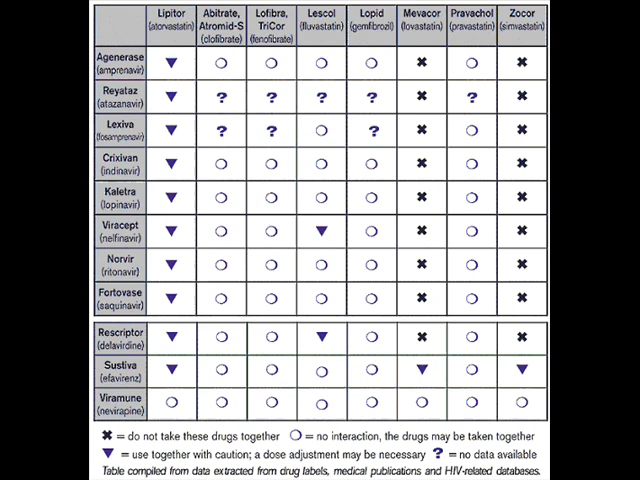 Lipitor Abitrate, Lofibra, Lescol Lopid Mevacor Pravachol Zocor
(atorvastatin) Atromid-S TriCor (fluvastatin) (gemfibrozil) (lovastatin) (pravastatin) (simvastatin)
(clofibrate) (fenofibrate)
Agenerase ▼ ○ ○ ○ ○ ✖ ○ ✖
(amprenavir)
Reyataz ▼ ? ? ? ? ✖ ? ✖
(atazanavir)
Lexiva ▼ ? ? ○ ? ✖ ○ ✖
(fosamprenavir)
Crixivan ▼ ○ ○ ○ ○ ✖ ○ ✖
(indinavir)
Kaletra ▼ ○ ○ ○ ○ ✖ ○ ✖
(lopinavir)
Viracept ▼ ○ ○ ▼ ○ ✖ ○ ✖
(nelfinavir)
Norvir ▼ ○ ○ ○ ○ ✖ ○ ✖
(ritonavir)
Fortovase ▼ ○ ○ ○ ○ ✖ ○ ✖
(saquinavir)
Rescriptor ▼ ○ ○ ▼ ○ ✖ ○ ✖
(delavirdine)
Sustiva ▼ ○ ○ ○ ○ ▼ ○ ▼
(efavirenz)
Viramune ○ ○ ○ ○ ○ ○ ○ ○
(nevirapine)
✖ = do not take these drugs together ○ = no interaction, the drugs may be taken together
▼ = use together with caution; a dose adjustment may be necessary ? = no data available
Table compiled from data extracted from drug labels, medical publications and HIV-related databases.